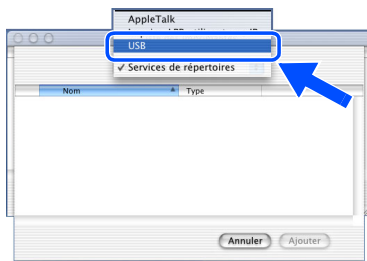 AppleTalk
USB
✓ Services de répertoires
Nom Type
Annuler Ajouter